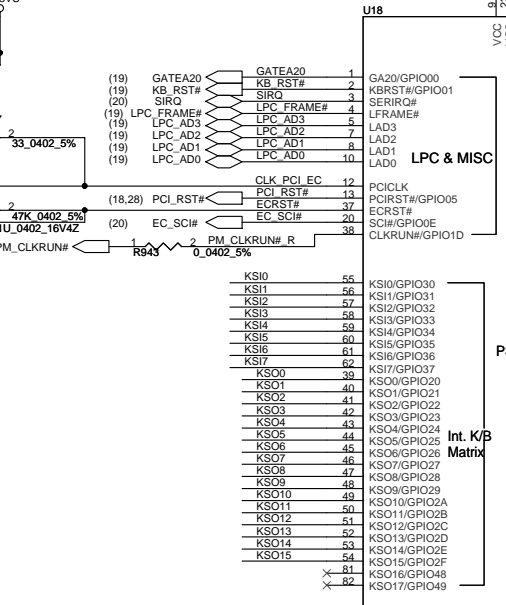 U18
9
VCC
(19) GATEA20 GATEA20 1 GA20/GPIO00
(19) KB_RST# KB_RST# 2 KBRST#/GPIO01
(20) SIRQ SIRQ 3 SERIRQ#
(19) LPC_FRAME# LPC_FRAME# 4 LFRAME#
(19) LPC_AD3 LPC_AD3 5 LAD3
(19) LPC_AD2 LPC_AD2 7 LAD2
(19) LPC_AD1 LPC_AD1 8 LAD1
(19) LPC_AD0 LPC_AD0 10 LAD0
LPC & MISC
2
33_0402_5%
CLK_PCI_EC 12 PCICLK
(18,28) PCI_RST# PCI_RST# 13 PCIRST#/GPIO05
ECRST# 37 ECRST#
2
47K_0402_5%
1U_0402_16V4Z
(20) EC_SCI# EC_SCI# 20 SCI#/GPIO0E
38 CLKRUN#/GPIO1D
PM_CLKRUN# 1 2 PM_CLKRUN#_R
R943 0_0402_5%
KSI0 55 KSI0/GPIO30
KSI1 56 KSI1/GPIO31
KSI2 57 KSI2/GPIO32
KSI3 58 KSI3/GPIO33
KSI4 59 KSI4/GPIO34
KSI5 60 KSI5/GPIO35
KSI6 61 KSI6/GPIO36
KSI7 62 KSI7/GPIO37
KSO0 39 KSO0/GPIO20
KSO1 40 KSO1/GPIO21
KSO2 41 KSO2/GPIO22
KSO3 42 KSO3/GPIO23
KSO4 43 KSO4/GPIO24
KSO5 44 KSO5/GPIO25
KSO6 45 KSO6/GPIO26
KSO7 46 KSO7/GPIO27
KSO8 47 KSO8/GPIO28
KSO9 48 KSO9/GPIO29
KSO10 49 KSO10/GPIO2A
KSO11 50 KSO11/GPIO2B
KSO12 51 KSO12/GPIO2C
KSO13 52 KSO13/GPIO2D
KSO14 53 KSO14/GPIO2E
KSO15 54 KSO15/GPIO2F
81 KSO16/GPIO48
82 KSO17/GPIO49
Int. K/B
Matrix